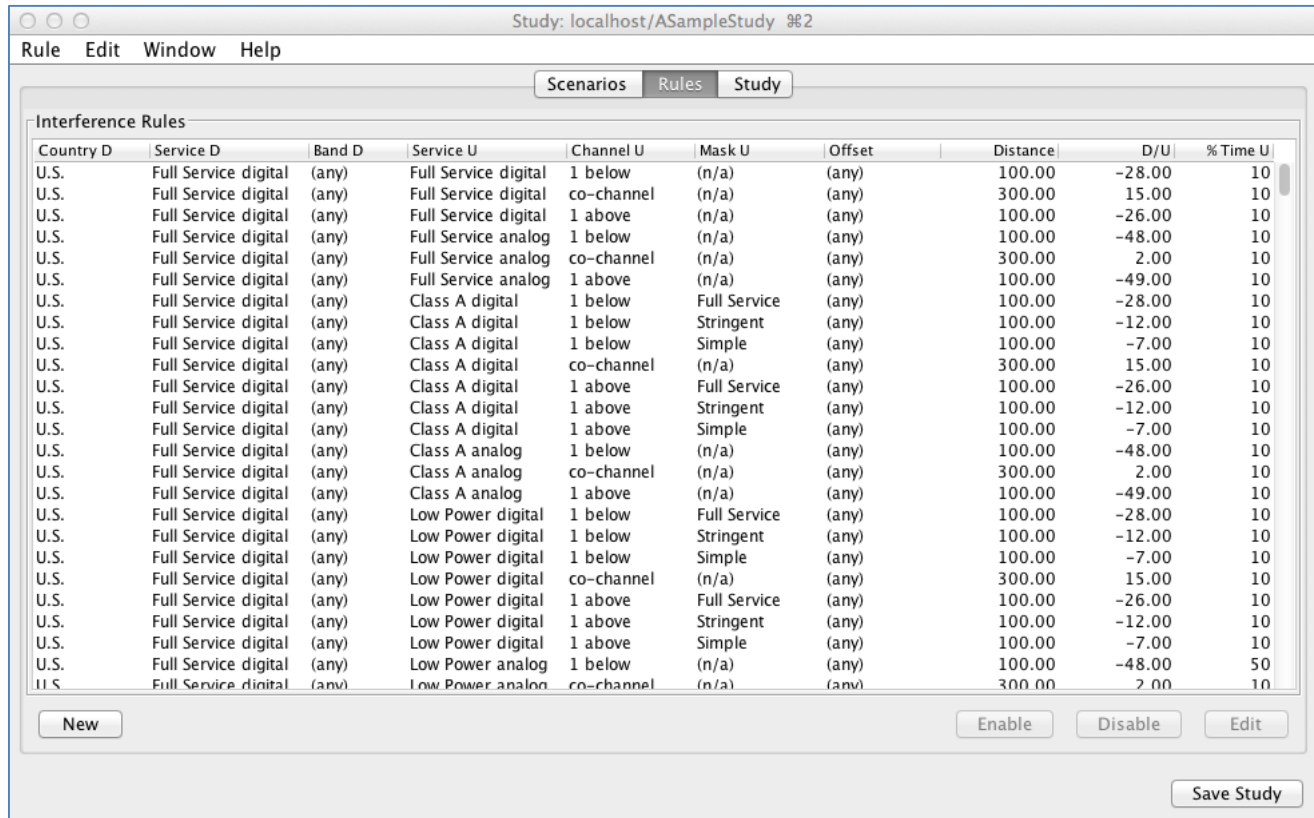 Study: localhost/ASampleStudy ⌘2
Rule Edit Window Help
Scenarios Rules Study
Interference Rules
Country D Service D Band D Service U Channel U Mask U Offset Distance D/U % Time U
U.S. Full Service digital (any) Full Service digital 1 below (n/a) (any) 100.00 -28.00 10
U.S. Full Service digital (any) Full Service digital co-channel (n/a) (any) 300.00 15.00 10
U.S. Full Service digital (any) Full Service digital 1 above (n/a) (any) 100.00 -26.00 10
U.S. Full Service digital (any) Full Service analog 1 below (n/a) (any) 100.00 -48.00 10
U.S. Full Service digital (any) Full Service analog co-channel (n/a) (any) 300.00 2.00 10
U.S. Full Service digital (any) Full Service analog 1 above (n/a) (any) 100.00 -49.00 10
U.S. Full Service digital (any) Class A digital 1 below Full Service (any) 100.00 -28.00 10
U.S. Full Service digital (any) Class A digital 1 below Stringent (any) 100.00 -12.00 10
U.S. Full Service digital (any) Class A digital 1 below Simple (any) 100.00 -7.00 10
U.S. Full Service digital (any) Class A digital co-channel (n/a) (any) 300.00 15.00 10
U.S. Full Service digital (any) Class A digital 1 above Full Service (any) 100.00 -26.00 10
U.S. Full Service digital (any) Class A digital 1 above Stringent (any) 100.00 -12.00 10
U.S. Full Service digital (any) Class A digital 1 above Simple (any) 100.00 -7.00 10
U.S. Full Service digital (any) Class A analog 1 below (n/a) (any) 100.00 -48.00 10
U.S. Full Service digital (any) Class A analog co-channel (n/a) (any) 300.00 2.00 10
U.S. Full Service digital (any) Class A analog 1 above (n/a) (any) 100.00 -49.00 10
U.S. Full Service digital (any) Low Power digital 1 below Full Service (any) 100.00 -28.00 10
U.S. Full Service digital (any) Low Power digital 1 below Stringent (any) 100.00 -12.00 10
U.S. Full Service digital (any) Low Power digital 1 below Simple (any) 100.00 -7.00 10
U.S. Full Service digital (any) Low Power digital co-channel (n/a) (any) 300.00 15.00 10
U.S. Full Service digital (any) Low Power digital 1 above Full Service (any) 100.00 -26.00 10
U.S. Full Service digital (any) Low Power digital 1 above Stringent (any) 100.00 -12.00 10
U.S. Full Service digital (any) Low Power digital 1 above Simple (any) 100.00 -7.00 10
U.S. Full Service digital (any) Low Power analog 1 below (n/a) (any) 100.00 -48.00 50
U.S. Full Service digital (any) Low Power analog co-channel (n/a) (any) 300.00 2.00 10
New Enable Disable Edit
Save Study